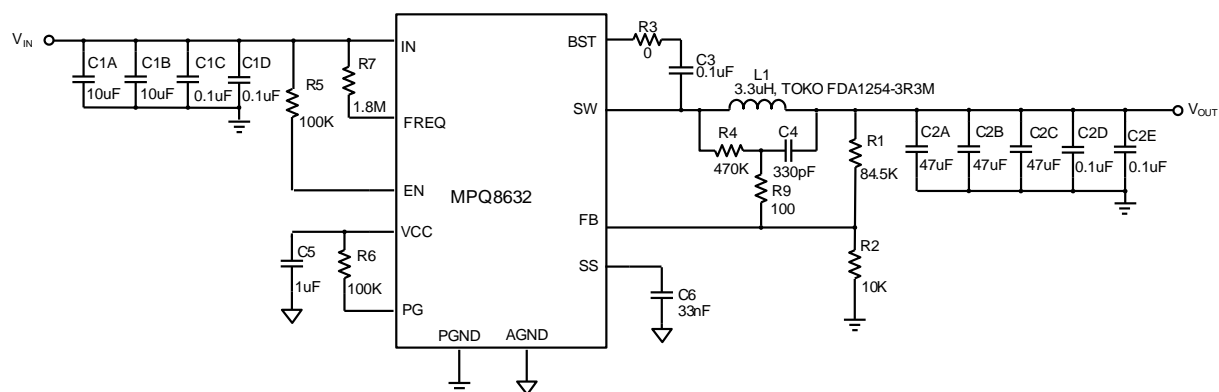 VIN
C1A
10uF
C1B
10uF
C1C
0.1uF
C1D
0.1uF
R5
100K
R7
1.8M
C5
1uF
R6
100K
IN
FREQ
EN
VCC
PG
PGND
AGND
MPQ8632
BST
SW
FB
SS
R3
0
C3
0.1uF
L1
3.3uH, TOKO FDA1254-3R3M
R4
470K
C4
330pF
R9
100
R1
84.5K
R2
10K
C6
33nF
C2A
47uF
C2B
47uF
C2C
47uF
C2D
0.1uF
C2E
0.1uF
VOUT